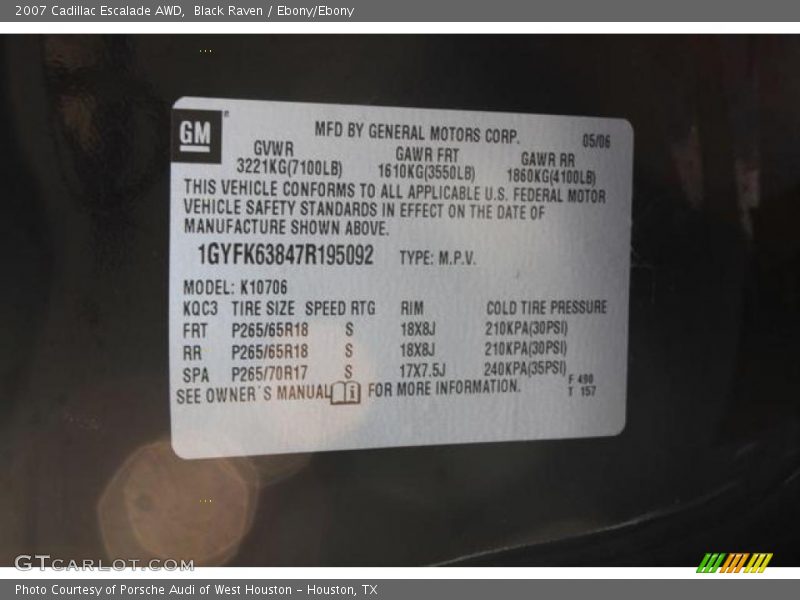 2007 Cadillac Escalade AWD,  Black Raven / Ebony/Ebony
GM
MFD BY GENERAL MOTORS CORP.
05/06
GVWR GAWR FRT GAWR RR
3221KG(7100LB) 1610KG(3550LB) 1860KG(4100LB)
THIS VEHICLE CONFORMS TO ALL APPLICABLE U.S. FEDERAL MOTOR
VEHICLE SAFETY STANDARDS IN EFFECT ON THE DATE OF
MANUFACTURE SHOWN ABOVE.
1GYFK63847R195092 TYPE: M.P.V.
MODEL: K10706
KQC3 TIRE SIZE SPEED RTG RIM COLD TIRE PRESSURE
FRT P265/65R18 S 18X8J 210KPA(30PSI)
RR P265/65R18 S 18X8J 210KPA(30PSI)
SPA P265/70R17 S 17X7.5J 240KPA(35PSI)
SEE OWNER'S MANUAL i FOR MORE INFORMATION.
F 490
T 157
GTCARLOT.COM
Photo Courtesy of Porsche Audi of West Houston - Houston, TX